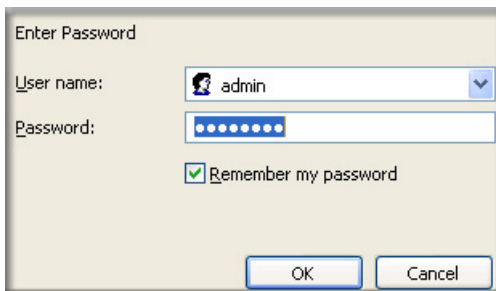 Enter Password
User name:
admin
Password:
••••••••
Remember my password
OK
Cancel